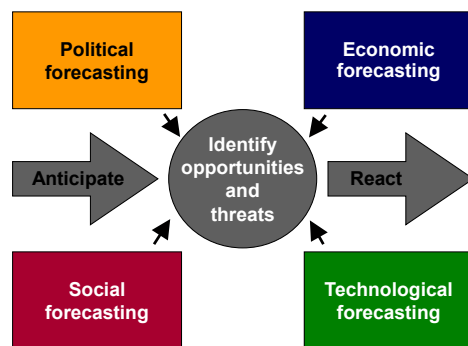 Political
forecasting
Economic
forecasting
Identify
opportunities
and
threats
Anticipate
React
Social
forecasting
Technological
forecasting